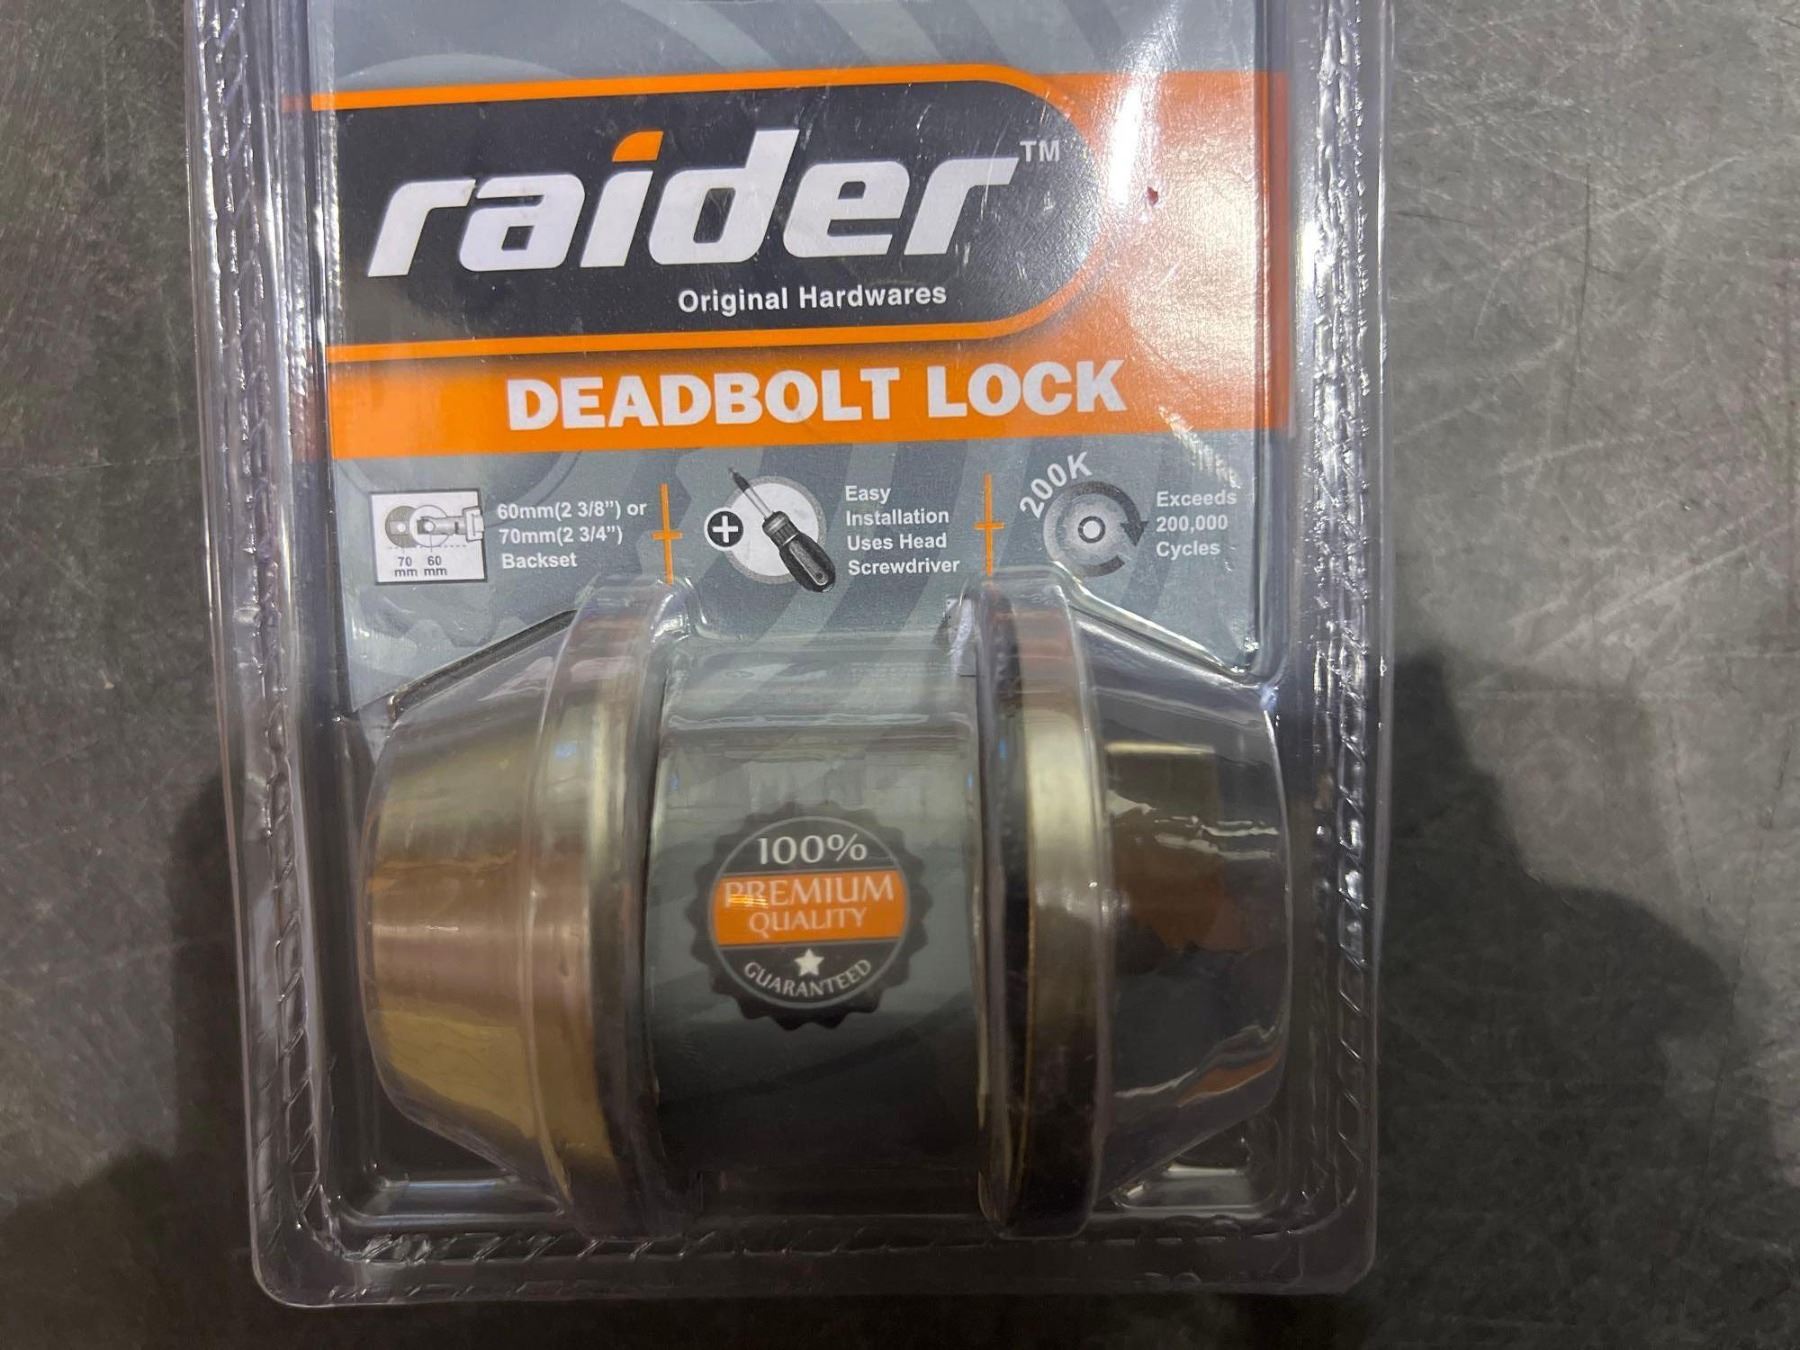 raider™
Original Hardwares
DEADBOLT LOCK
60mm(2 3/8") or
70mm(2 3/4")
Backset
70 60
mm mm
Easy
Installation
Uses Head
Screwdriver
200K
Exceeds
200,000
Cycles
100%
PREMIUM
QUALITY
GUARANTEED